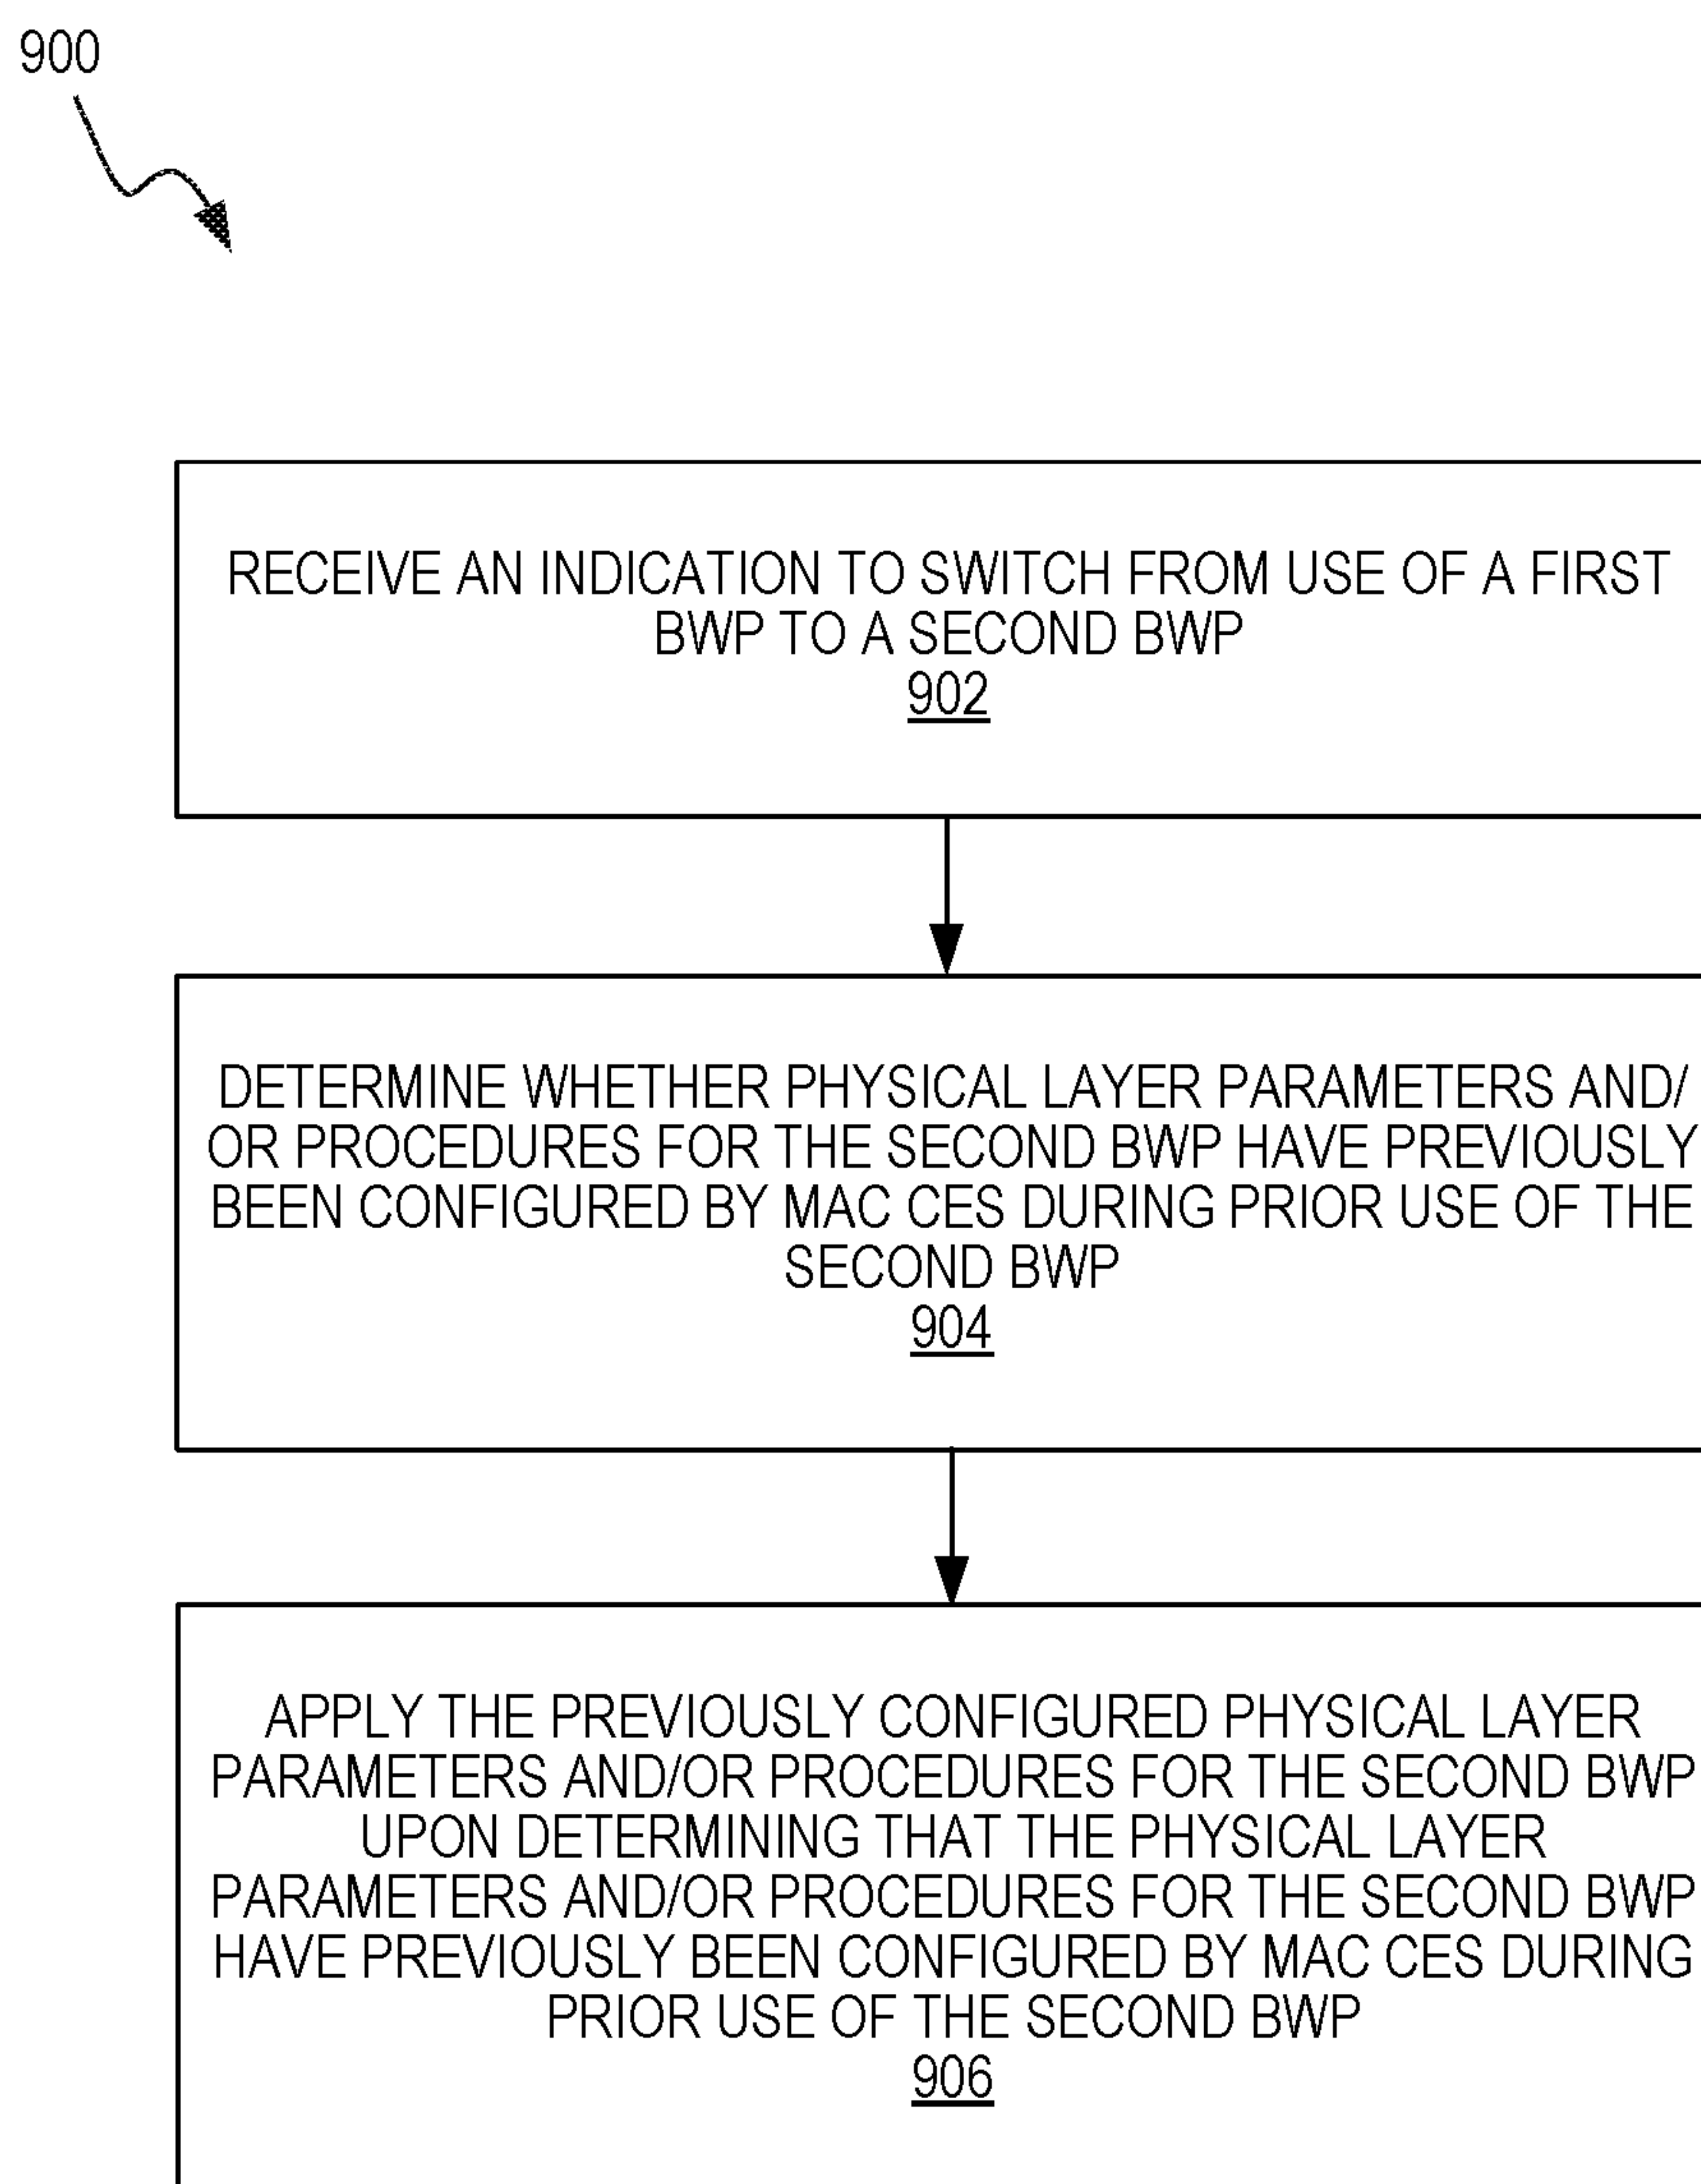 900
RECEIVE AN INDICATION TO SWITCH FROM USE OF A FIRST
BWP TO A SECOND BWP
902
DETERMINE WHETHER PHYSICAL LAYER PARAMETERS AND/
OR PROCEDURES FOR THE SECOND BWP HAVE PREVIOUSLY
BEEN CONFIGURED BY MAC CES DURING PRIOR USE OF THE
SECOND BWP
904
APPLY THE PREVIOUSLY CONFIGURED PHYSICAL LAYER
PARAMETERS AND/OR PROCEDURES FOR THE SECOND BWP
UPON DETERMINING THAT THE PHYSICAL LAYER
PARAMETERS AND/OR PROCEDURES FOR THE SECOND BWP
HAVE PREVIOUSLY BEEN CONFIGURED BY MAC CES DURING
PRIOR USE OF THE SECOND BWP
906